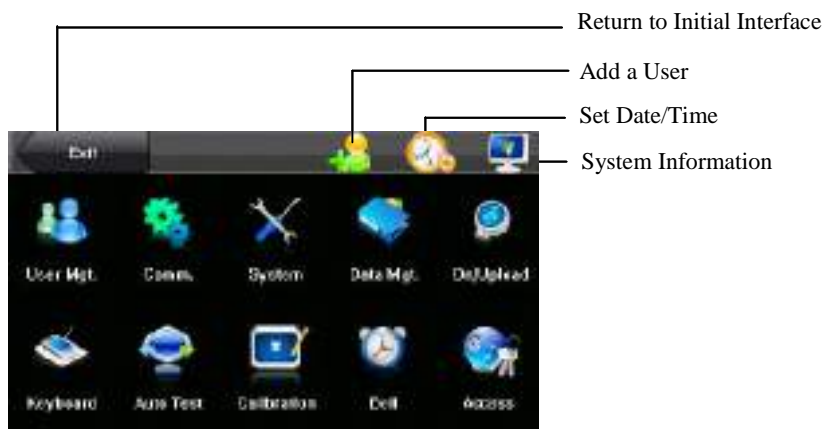 Return to Initial Interface
Add a User
Set Date/Time
System Information
Exit
User Mgt. Comm. System Data Mgt. Dn/Upload
Keyboard Auto Test Calibration Bell Access